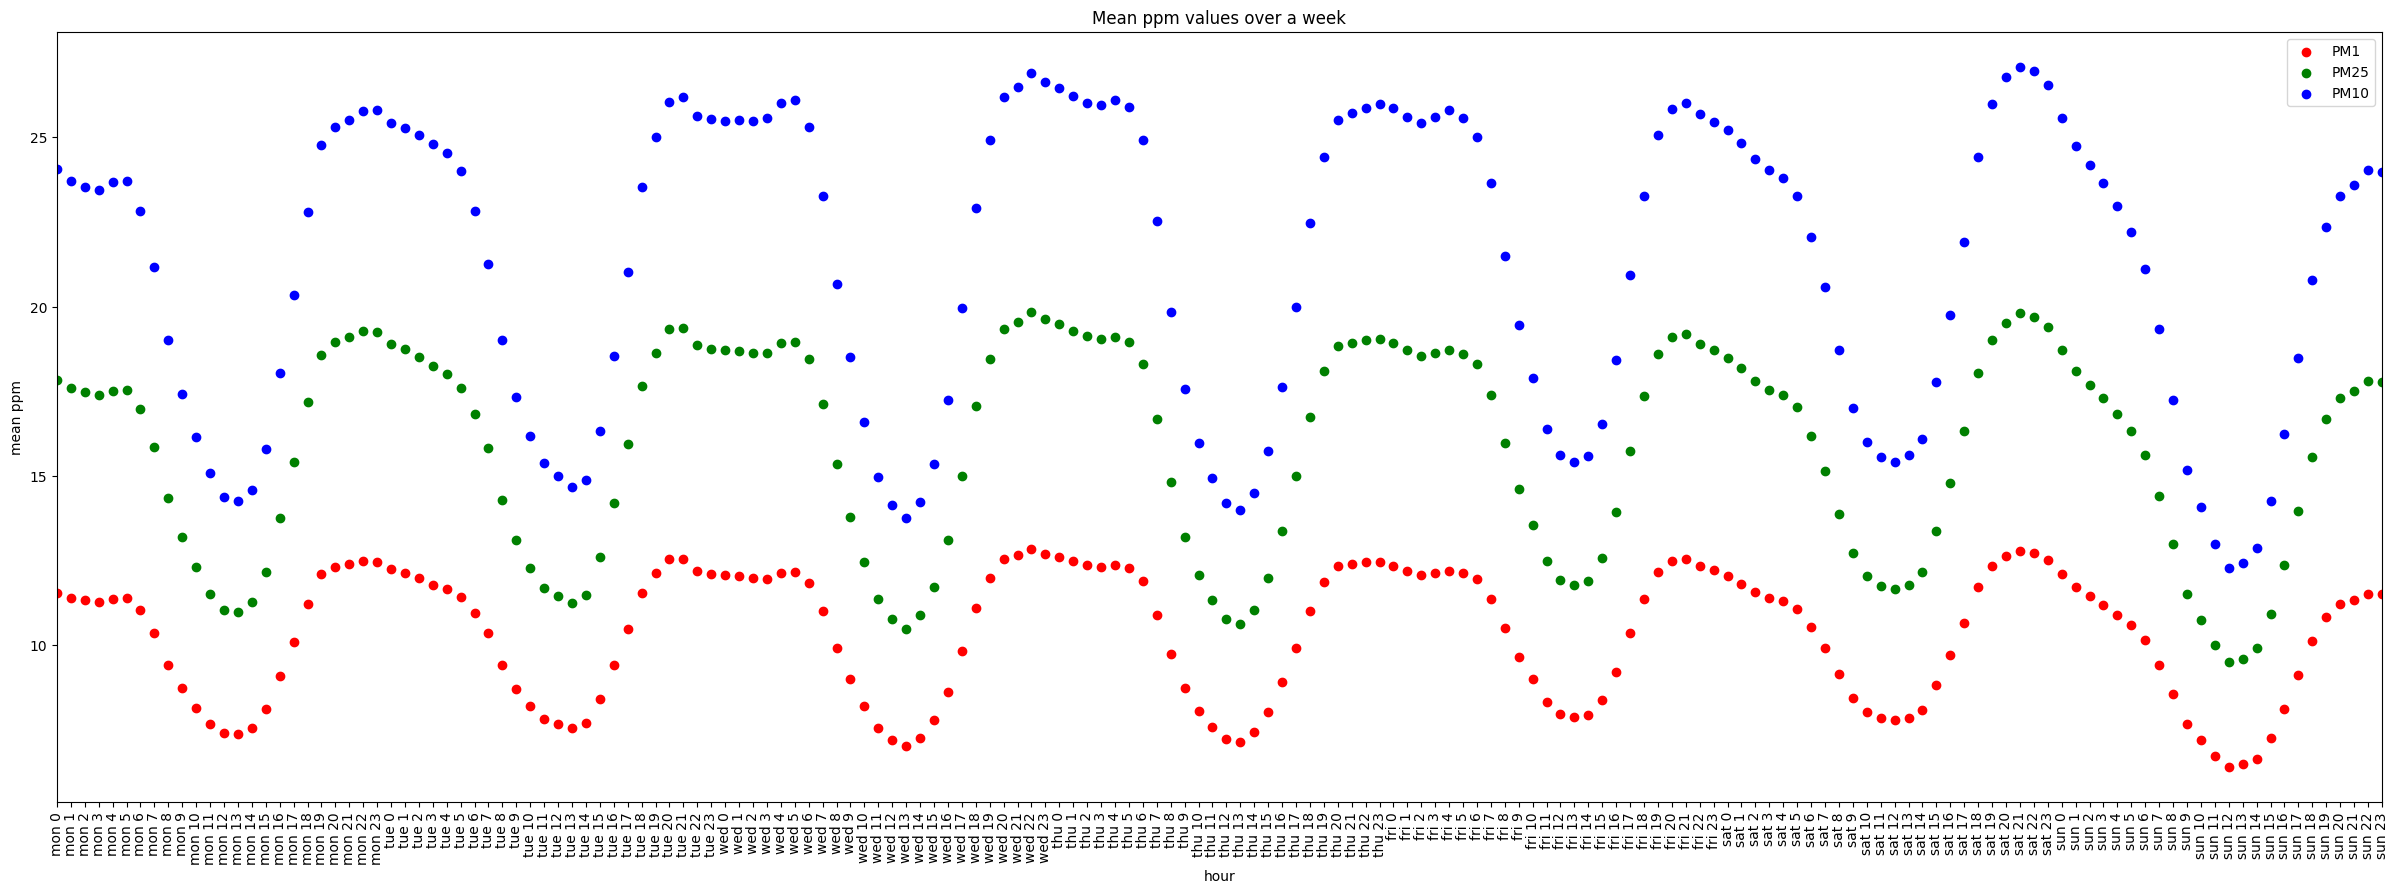 Mean ppm values over a week
PM1
PM25
PM10
mean ppm
25
20
15
10
mon 0 mon 1 mon 2 mon 3 mon 4 mon 5 mon 6 mon 7 mon 8 mon 9 mon 10 mon 11 mon 12 mon 13 mon 14 mon 15 mon 16 mon 17 mon 18 mon 19 mon 20 mon 21 mon 22 mon 23 tue 0 tue 1 tue 2 tue 3 tue 4 tue 5 tue 6 tue 7 tue 8 tue 9 tue 10 tue 11 tue 12 tue 13 tue 14 tue 15 tue 16 tue 17 tue 18 tue 19 tue 20 tue 21 tue 22 tue 23 wed 0 wed 1 wed 2 wed 3 wed 4 wed 5 wed 6 wed 7 wed 8 wed 9 wed 10 wed 11 wed 12 wed 13 wed 14 wed 15 wed 16 wed 17 wed 18 wed 19 wed 20 wed 21 wed 22 wed 23 thu 0 thu 1 thu 2 thu 3 thu 4 thu 5 thu 6 thu 7 thu 8 thu 9 thu 10 thu 11 thu 12 thu 13 thu 14 thu 15 thu 16 thu 17 thu 18 thu 19 thu 20 thu 21 thu 22 thu 23 fri 0 fri 1 fri 2 fri 3 fri 4 fri 5 fri 6 fri 7 fri 8 fri 9 fri 10 fri 11 fri 12 fri 13 fri 14 fri 15 fri 16 fri 17 fri 18 fri 19 fri 20 fri 21 fri 22 fri 23 sat 0 sat 1 sat 2 sat 3 sat 4 sat 5 sat 6 sat 7 sat 8 sat 9 sat 10 sat 11 sat 12 sat 13 sat 14 sat 15 sat 16 sat 17 sat 18 sat 19 sat 20 sat 21 sat 22 sat 23 sun 0 sun 1 sun 2 sun 3 sun 4 sun 5 sun 6 sun 7 sun 8 sun 9 sun 10 sun 11 sun 12 sun 13 sun 14 sun 15 sun 16 sun 17 sun 18 sun 19 sun 20 sun 21 sun 22 sun 23
hour